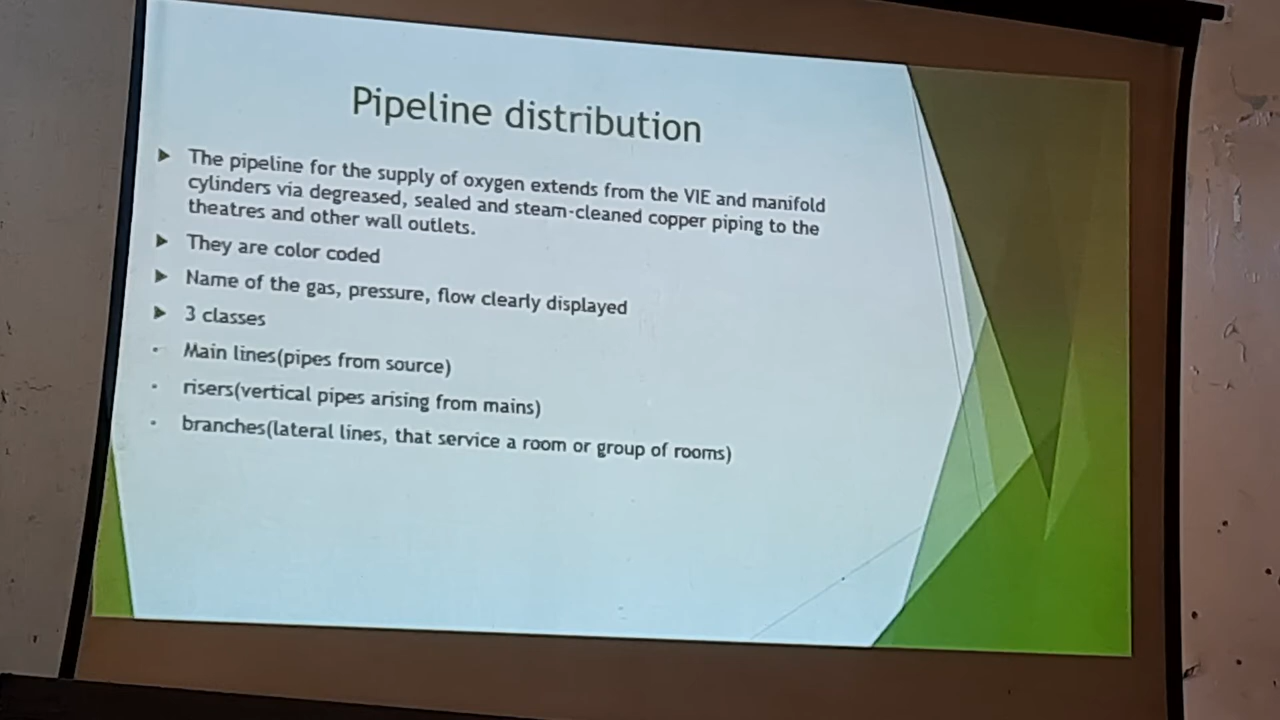 Pipeline distribution
The pipeline for the supply of oxygen extends from the VIE and manifold
cylinders via degreased, sealed and steam-cleaned copper piping to the
theatres and other wall outlets.
They are color coded
Name of the gas, pressure, flow clearly displayed
3 classes
Main lines(pipes from source)
risers(vertical pipes arising from mains)
branches(lateral lines, that service a room or group of rooms)